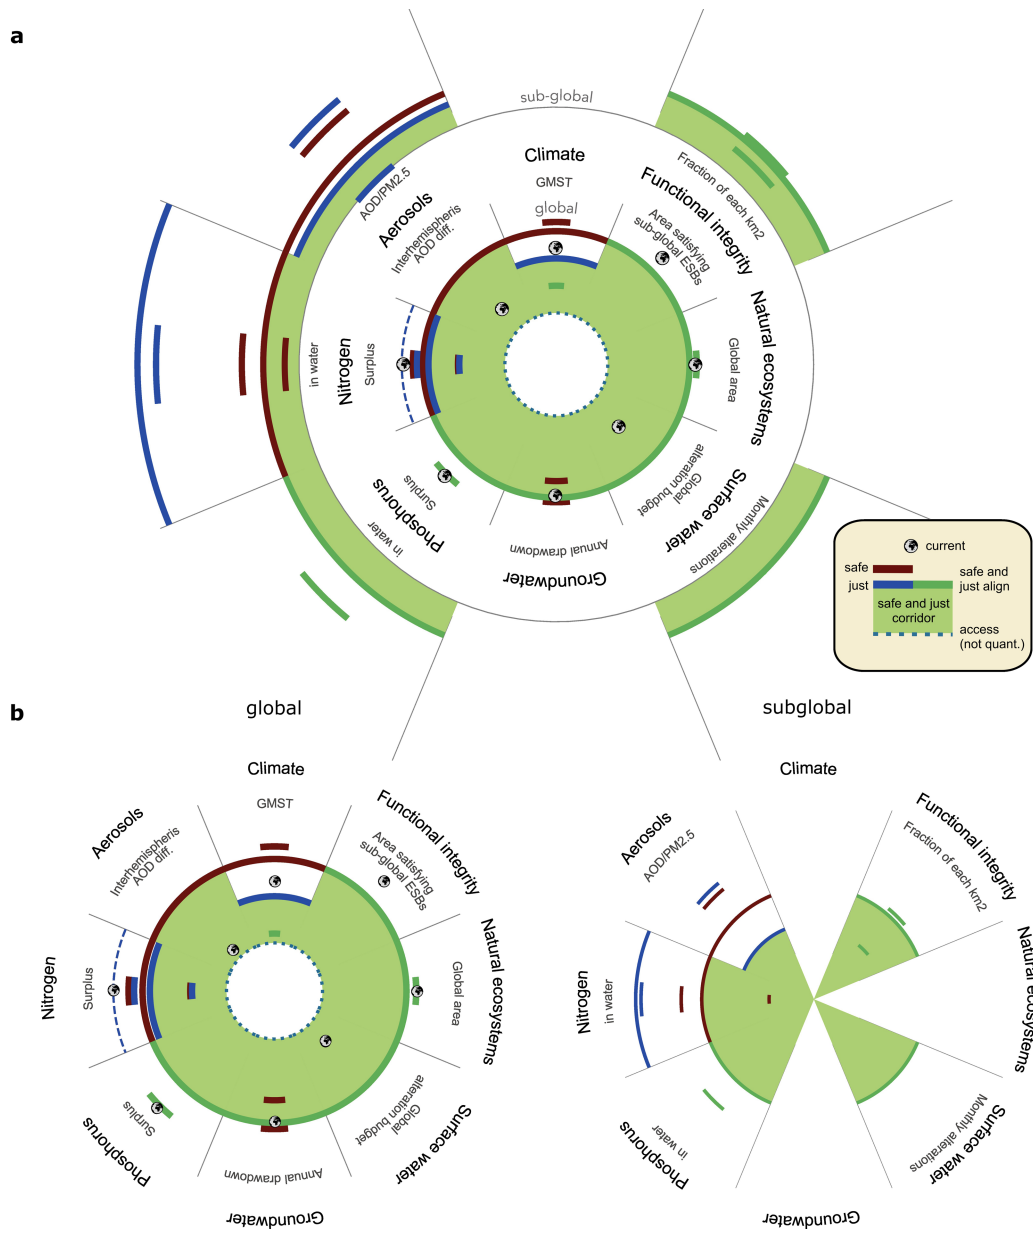 a
sub-global
Climate
GMST
global
Fraction of each km2
Functional integrity
Area satisfying
sub-global ESBs
AOD/PM2.5
Aerosols
Interhemispheris
AOD diff.
Natural ecosystems
Global area
in water
Nitrogen
Surplus
Phosphorus
Surplus
in water
Groundwater
Annual drawdown
Surface water
Global
alteration budget
Monthly alterations
current
safe
just
safe and
just align
safe and just
corridor
access
(not quant.)
b
global
Climate
GMST
Functional integrity
Area satisfying
sub-global ESBs
Aerosols
Interhemispheris
AOD diff.
Natural ecosystems
Global area
Nitrogen
Surplus
Phosphorus
Surplus
Groundwater
Annual drawdown
Surface water
Global
alteration budget
subglobal
Climate
Functional integrity
Fraction of each km2
Aerosols
AOD/PM2.5
Natural ecosystems
Nitrogen
in water
Phosphorus
in water
Groundwater
Surface water
Monthly alterations